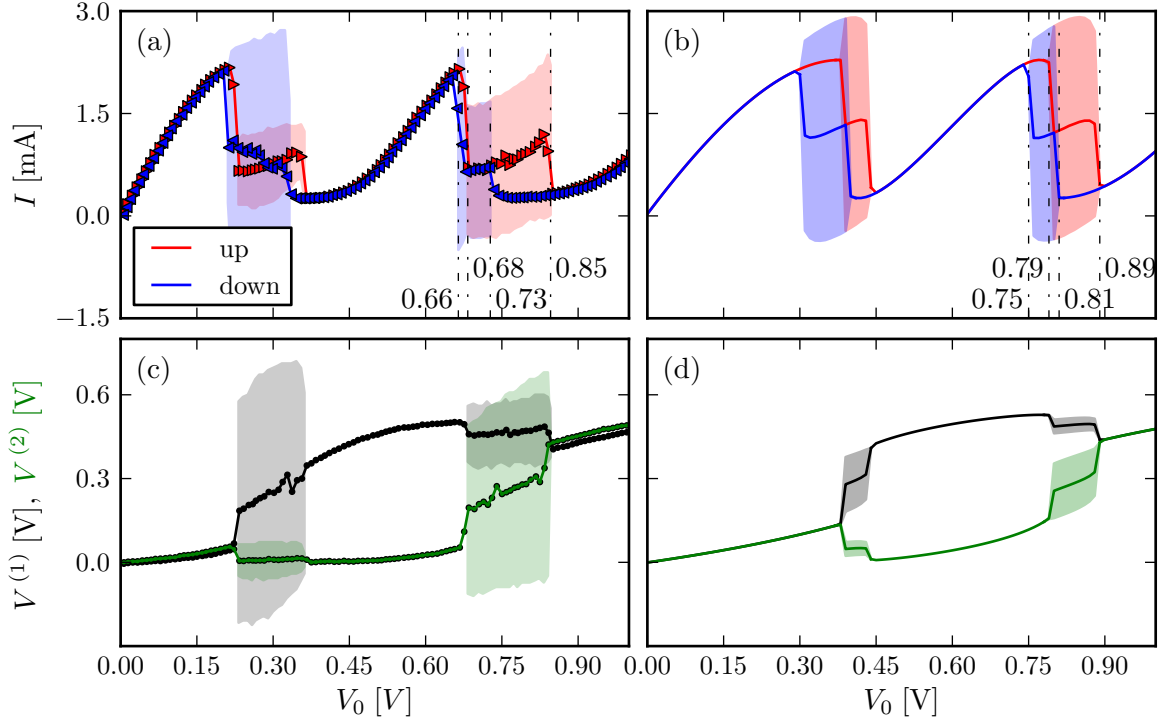 (a)
(b)
3.0
1.5
0.0
−1.5
I [mA]
up
down
0.66
0.68
0.73
0.85
0.79
0.75
0.81
0.89
(c)
(d)
0.6
0.3
0.0
V⁽¹⁾ [V], V⁽²⁾ [V]
0.00 0.15 0.30 0.45 0.60 0.75 0.90
0.00 0.15 0.30 0.45 0.60 0.75 0.90
V₀ [V]
V₀ [V]